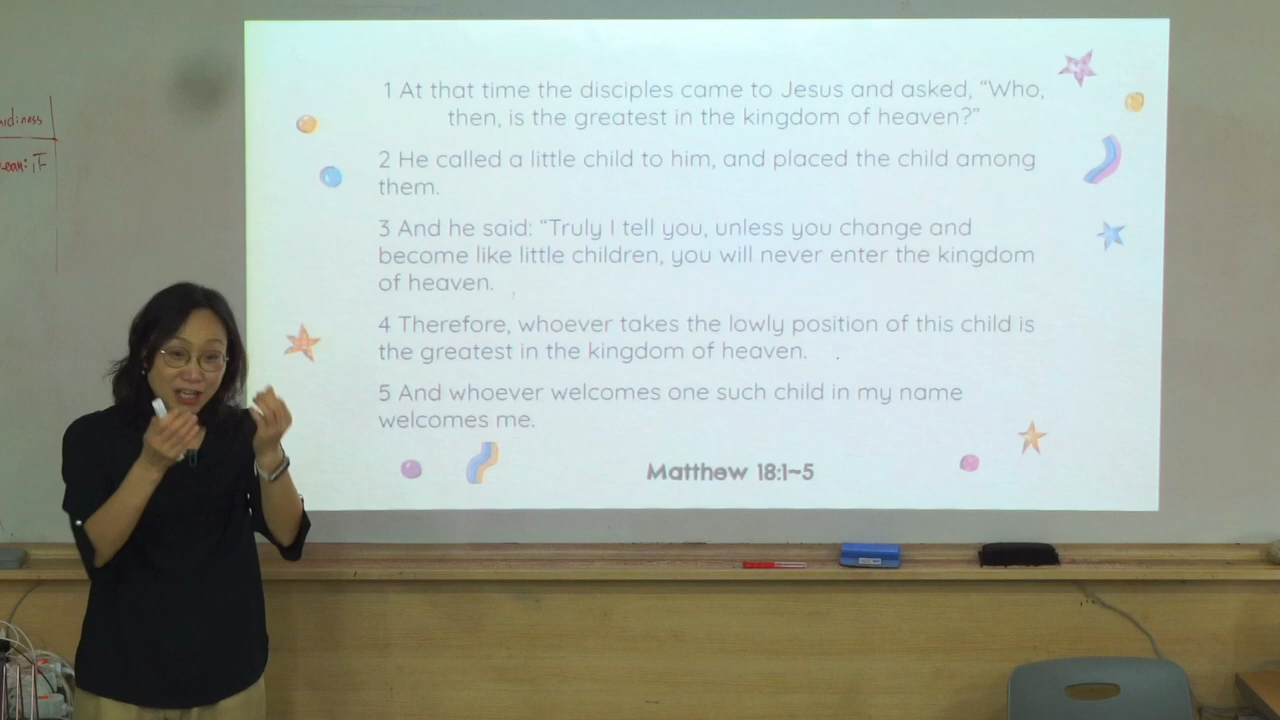 1 At that time the disciples came to Jesus and asked, “Who,
then, is the greatest in the kingdom of heaven?”
2 He called a little child to him, and placed the child among
them.
3 And he said: “Truly I tell you, unless you change and
become like little children, you will never enter the kingdom
of heaven.
4 Therefore, whoever takes the lowly position of this child is
the greatest in the kingdom of heaven.
5 And whoever welcomes one such child in my name
welcomes me.
Matthew 18:1~5